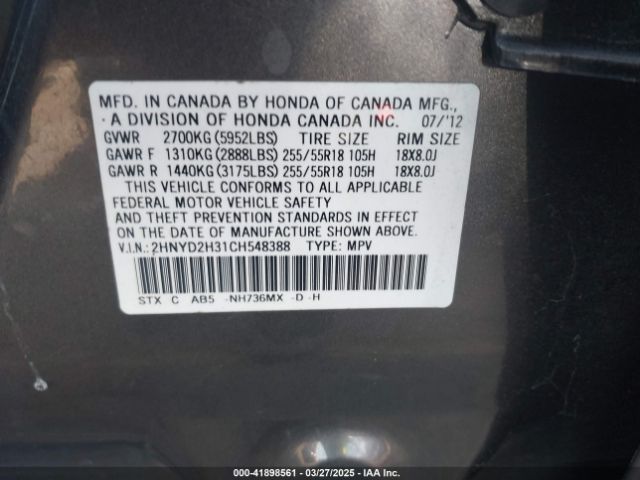 MFD. IN CANADA BY HONDA OF CANADA MFG.,
A DIVISION OF HONDA CANADA INC. 07/'12
GVWR 2700KG (5952LBS) TIRE SIZE RIM SIZE
GAWR F 1310KG (2888LBS) 255/55R18 105H 18X8.0J
GAWR R 1440KG (3175LBS) 255/55R18 105H 18X8.0J
THIS VEHICLE CONFORMS TO ALL APPLICABLE
FEDERAL MOTOR VEHICLE SAFETY
AND THEFT PREVENTION STANDARDS IN EFFECT
ON THE DATE OF MANUFACTURE SHOWN ABOVE.
V.I.N.: 2HNYD2H31CH548388 TYPE: MPV
STX C AB5 -NH736MX -D -H
000-41898561 - 03/27/2025 - IAA Inc.